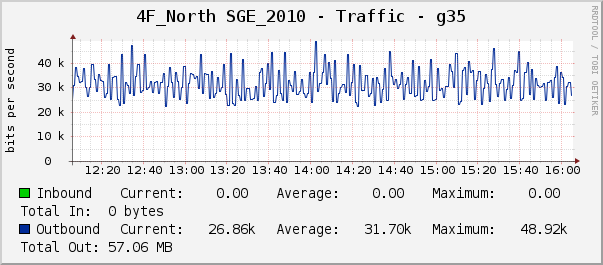 4F_North SGE_2010 - Traffic - g35
RRDTOOL / TOBI OETIKER
bits per second
40 k
30 k
20 k
10 k
0
12:20 12:40 13:00 13:20 13:40 14:00 14:20 14:40 15:00 15:20 15:40 16:00
Inbound Current: 0.00 Average: 0.00 Maximum: 0.00
Total In: 0 bytes
Outbound Current: 26.86k Average: 31.70k Maximum: 48.92k
Total Out: 57.06 MB